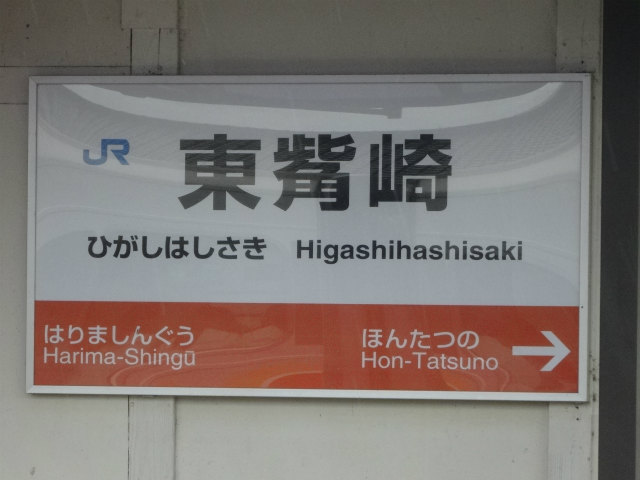 JR 東觜崎
ひがしはしさき Higashihashisaki
はりましんぐう ほんたつの →
Harima-Shingū Hon-Tatsuno